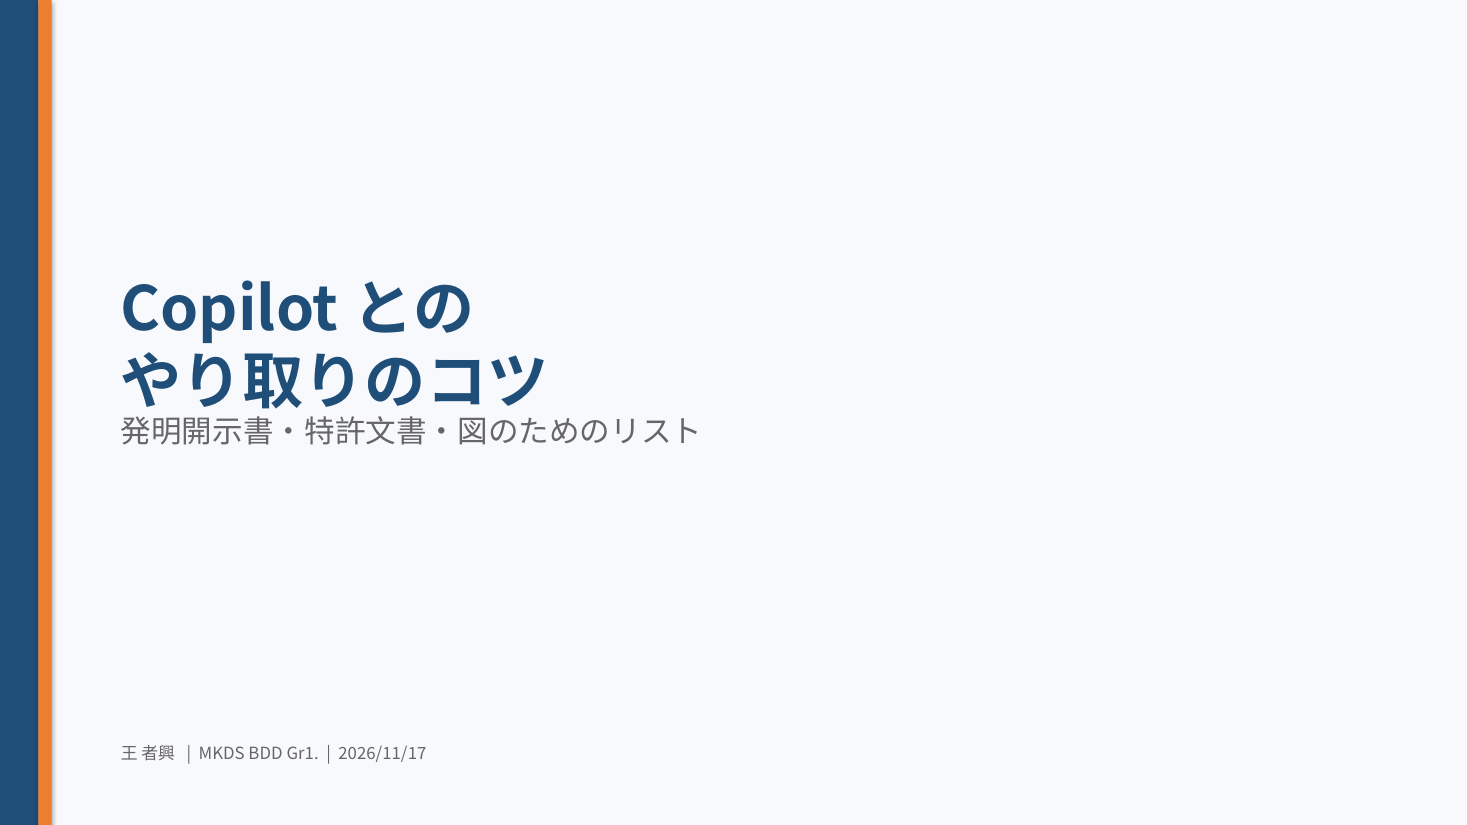 Copilot との
やり取りのコツ
発明開示書・特許文書・図のためのリスト
王 者興 | MKDS BDD Gr1. | 2026/11/17